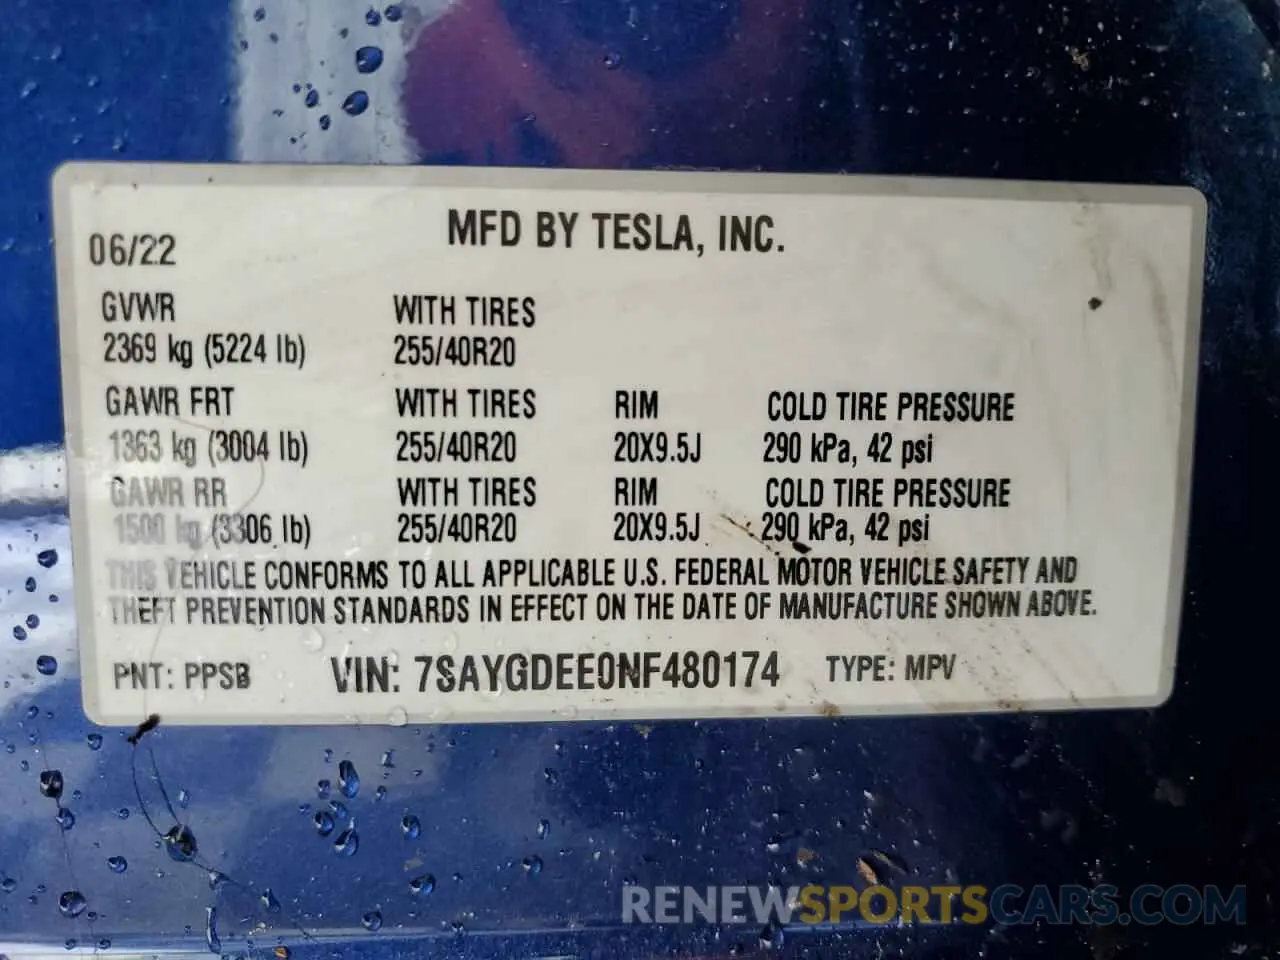 MFD BY TESLA, INC.
06/22
GVWR WITH TIRES
2369 kg (5224 lb) 255/40R20
GAWR FRT WITH TIRES RIM COLD TIRE PRESSURE
1363 kg (3004 lb) 255/40R20 20X9.5J 290 kPa, 42 psi
GAWR RR WITH TIRES RIM COLD TIRE PRESSURE
1500 kg (3306 lb) 255/40R20 20X9.5J 290 kPa, 42 psi
THIS VEHICLE CONFORMS TO ALL APPLICABLE U.S. FEDERAL MOTOR VEHICLE SAFETY AND
THEFT PREVENTION STANDARDS IN EFFECT ON THE DATE OF MANUFACTURE SHOWN ABOVE.
PNT: PPSB VIN: 7SAYGDEE0NF480174 TYPE: MPV
RENEWSPORTSCARS.COM